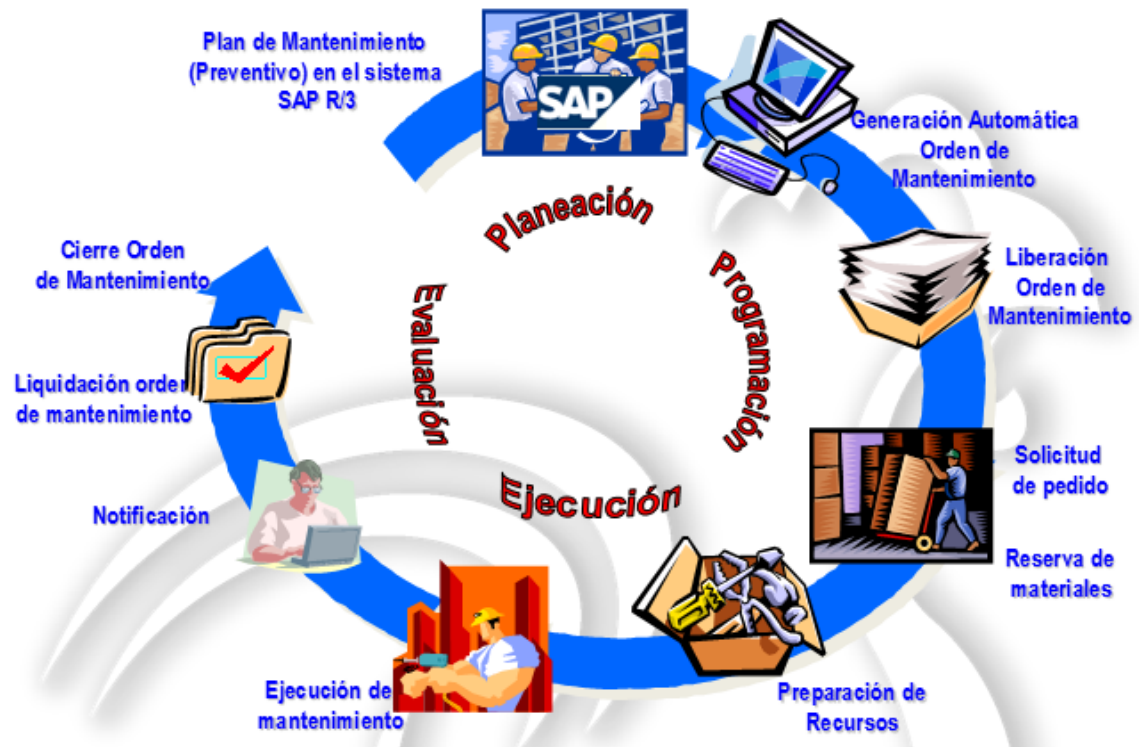 Plan de Mantenimiento
(Preventivo) en el sistema
SAP R/3
SAP
Generación Automática
Orden de
Mantenimiento
Liberación
Orden de
Mantenimiento
Solicitud
de pedido
Reserva de
materiales
Preparación de
Recursos
Ejecución de
mantenimiento
Notificación
Liquidación orden
de mantenimiento
Cierre Orden
de Mantenimiento
Planeación
Programación
Ejecución
Evaluación